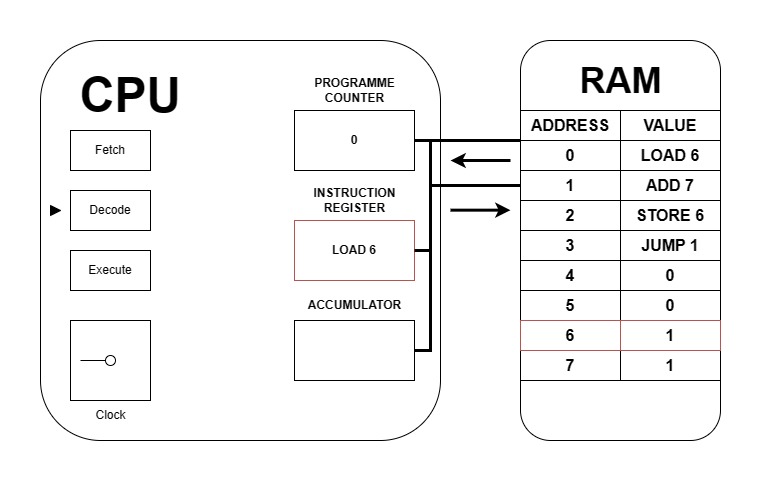 CPU
Fetch
Decode
Execute
Clock
PROGRAMME
COUNTER
0
INSTRUCTION
REGISTER
LOAD 6
ACCUMULATOR
RAM
ADDRESS VALUE
0 LOAD 6
1 ADD 7
2 STORE 6
3 JUMP 1
4 0
5 0
6 1
7 1